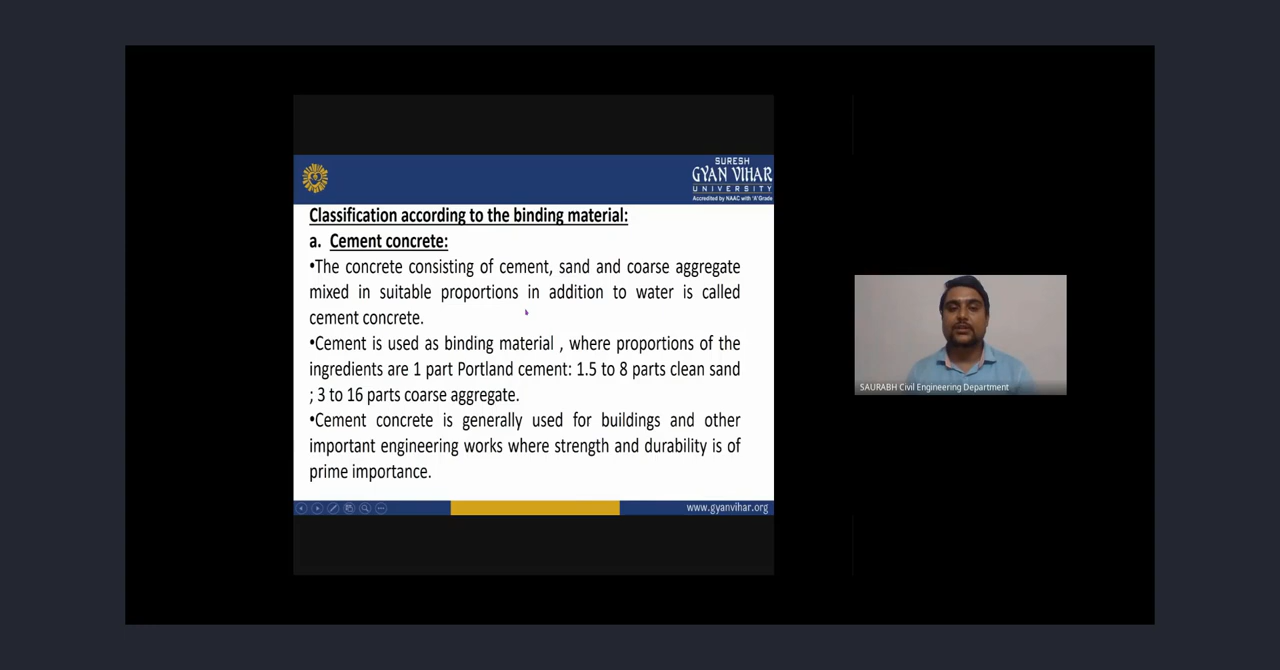 SURESH
GYAN VIHAR
UNIVERSITY
Accredited by NAAC with 'A' Grade
Classification according to the binding material:
a. Cement concrete:
•The concrete consisting of cement, sand and coarse aggregate
mixed in suitable proportions in addition to water is called
cement concrete.
•Cement is used as binding material , where proportions of the
ingredients are 1 part Portland cement: 1.5 to 8 parts clean sand
; 3 to 16 parts coarse aggregate.
•Cement concrete is generally used for buildings and other
important engineering works where strength and durability is of
prime importance.
www.gyanvihar.org
SAURABH Civil Engineering Department